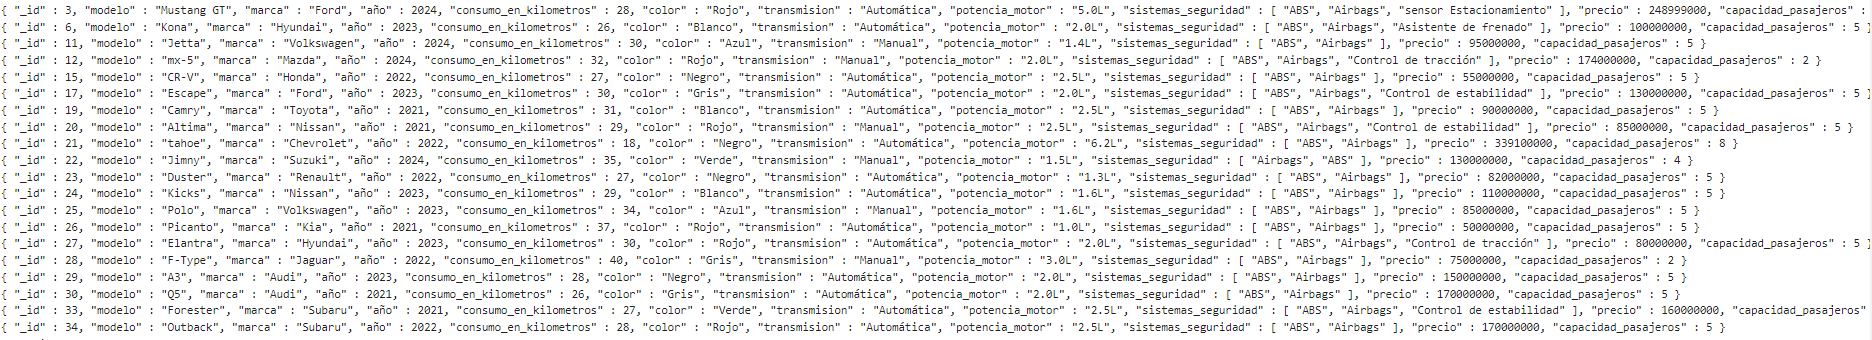 { "_id" : 3, "modelo" : "Mustang GT", "marca" : "Ford", "año" : 2024, "consumo_en_kilometros" : 28, "color" : "Rojo", "transmision" : "Automática", "potencia_motor" : "5.0L", "sistemas_seguridad" : [ "ABS", "Airbags", "sensor Estacionamiento" ], "precio" : 248999000, "capacidad_pasajeros" :
{ "_id" : 6, "modelo" : "Kona", "marca" : "Hyundai", "año" : 2023, "consumo_en_kilometros" : 26, "color" : "Blanco", "transmision" : "Automática", "potencia_motor" : "2.0L", "sistemas_seguridad" : [ "ABS", "Airbags", "Asistente de frenado" ], "precio" : 100000000, "capacidad_pasajeros" : 5 }
{ "_id" : 11, "modelo" : "Jetta", "marca" : "Volkswagen", "año" : 2024, "consumo_en_kilometros" : 30, "color" : "Azul", "transmision" : "Manual", "potencia_motor" : "1.4L", "sistemas_seguridad" : [ "ABS", "Airbags" ], "precio" : 95000000, "capacidad_pasajeros" : 5 }
{ "_id" : 12, "modelo" : "mx-5", "marca" : "Mazda", "año" : 2024, "consumo_en_kilometros" : 32, "color" : "Rojo", "transmision" : "Manual", "potencia_motor" : "2.0L", "sistemas_seguridad" : [ "ABS", "Airbags", "Control de tracción" ], "precio" : 174000000, "capacidad_pasajeros" : 2 }
{ "_id" : 15, "modelo" : "CR-V", "marca" : "Honda", "año" : 2022, "consumo_en_kilometros" : 27, "color" : "Negro", "transmision" : "Automática", "potencia_motor" : "2.5L", "sistemas_seguridad" : [ "ABS", "Airbags" ], "precio" : 55000000, "capacidad_pasajeros" : 5 }
{ "_id" : 17, "modelo" : "Escape", "marca" : "Ford", "año" : 2023, "consumo_en_kilometros" : 30, "color" : "Gris", "transmision" : "Automática", "potencia_motor" : "2.0L", "sistemas_seguridad" : [ "ABS", "Airbags", "Control de estabilidad" ], "precio" : 130000000, "capacidad_pasajeros" : 5 }
{ "_id" : 19, "modelo" : "Camry", "marca" : "Toyota", "año" : 2021, "consumo_en_kilometros" : 31, "color" : "Blanco", "transmision" : "Automática", "potencia_motor" : "2.5L", "sistemas_seguridad" : [ "ABS", "Airbags" ], "precio" : 90000000, "capacidad_pasajeros" : 5 }
{ "_id" : 20, "modelo" : "Altima", "marca" : "Nissan", "año" : 2021, "consumo_en_kilometros" : 29, "color" : "Rojo", "transmision" : "Manual", "potencia_motor" : "2.5L", "sistemas_seguridad" : [ "ABS", "Airbags", "Control de estabilidad" ], "precio" : 85000000, "capacidad_pasajeros" : 5 }
{ "_id" : 21, "modelo" : "tahoe", "marca" : "Chevrolet", "año" : 2022, "consumo_en_kilometros" : 18, "color" : "Negro", "transmision" : "Automática", "potencia_motor" : "6.2L", "sistemas_seguridad" : [ "ABS", "Airbags" ], "precio" : 339100000, "capacidad_pasajeros" : 8 }
{ "_id" : 22, "modelo" : "Jimny", "marca" : "Suzuki", "año" : 2024, "consumo_en_kilometros" : 35, "color" : "Verde", "transmision" : "Manual", "potencia_motor" : "1.5L", "sistemas_seguridad" : [ "Airbags", "ABS" ], "precio" : 130000000, "capacidad_pasajeros" : 4 }
{ "_id" : 23, "modelo" : "Duster", "marca" : "Renault", "año" : 2022, "consumo_en_kilometros" : 27, "color" : "Negro", "transmision" : "Automática", "potencia_motor" : "1.3L", "sistemas_seguridad" : [ "ABS", "Airbags" ], "precio" : 82000000, "capacidad_pasajeros" : 5 }
{ "_id" : 24, "modelo" : "Kicks", "marca" : "Nissan", "año" : 2023, "consumo_en_kilometros" : 29, "color" : "Blanco", "transmision" : "Automática", "potencia_motor" : "1.6L", "sistemas_seguridad" : [ "ABS", "Airbags" ], "precio" : 110000000, "capacidad_pasajeros" : 5 }
{ "_id" : 25, "modelo" : "Polo", "marca" : "Volkswagen", "año" : 2023, "consumo_en_kilometros" : 34, "color" : "Azul", "transmision" : "Manual", "potencia_motor" : "1.6L", "sistemas_seguridad" : [ "ABS", "Airbags" ], "precio" : 85000000, "capacidad_pasajeros" : 5 }
{ "_id" : 26, "modelo" : "Picanto", "marca" : "Kia", "año" : 2021, "consumo_en_kilometros" : 37, "color" : "Rojo", "transmision" : "Manual", "potencia_motor" : "1.0L", "sistemas_seguridad" : [ "ABS", "Airbags" ], "precio" : 50000000, "capacidad_pasajeros" : 5 }
{ "_id" : 27, "modelo" : "Elantra", "marca" : "Hyundai", "año" : 2023, "consumo_en_kilometros" : 30, "color" : "Rojo", "transmision" : "Automática", "potencia_motor" : "2.0L", "sistemas_seguridad" : [ "ABS", "Airbags", "Control de tracción" ], "precio" : 80000000, "capacidad_pasajeros" : 5 }
{ "_id" : 28, "modelo" : "F-Type", "marca" : "Jaguar", "año" : 2022, "consumo_en_kilometros" : 40, "color" : "Gris", "transmision" : "Manual", "potencia_motor" : "3.0L", "sistemas_seguridad" : [ "ABS", "Airbags" ], "precio" : 75000000, "capacidad_pasajeros" : 2 }
{ "_id" : 29, "modelo" : "A3", "marca" : "Audi", "año" : 2023, "consumo_en_kilometros" : 28, "color" : "Negro", "transmision" : "Automática", "potencia_motor" : "2.0L", "sistemas_seguridad" : [ "ABS", "Airbags" ], "precio" : 150000000, "capacidad_pasajeros" : 5 }
{ "_id" : 30, "modelo" : "Q5", "marca" : "Audi", "año" : 2021, "consumo_en_kilometros" : 26, "color" : "Gris", "transmision" : "Automática", "potencia_motor" : "2.0L", "sistemas_seguridad" : [ "ABS", "Airbags" ], "precio" : 170000000, "capacidad_pasajeros" : 5 }
{ "_id" : 33, "modelo" : "Forester", "marca" : "Subaru", "año" : 2021, "consumo_en_kilometros" : 27, "color" : "Verde", "transmision" : "Automática", "potencia_motor" : "2.5L", "sistemas_seguridad" : [ "ABS", "Airbags", "Control de estabilidad" ], "precio" : 160000000, "capacidad_pasajeros"
{ "_id" : 34, "modelo" : "Outback", "marca" : "Subaru", "año" : 2022, "consumo_en_kilometros" : 28, "color" : "Rojo", "transmision" : "Automática", "potencia_motor" : "2.5L", "sistemas_seguridad" : [ "ABS", "Airbags" ], "precio" : 170000000, "capacidad_pasajeros" : 5 }